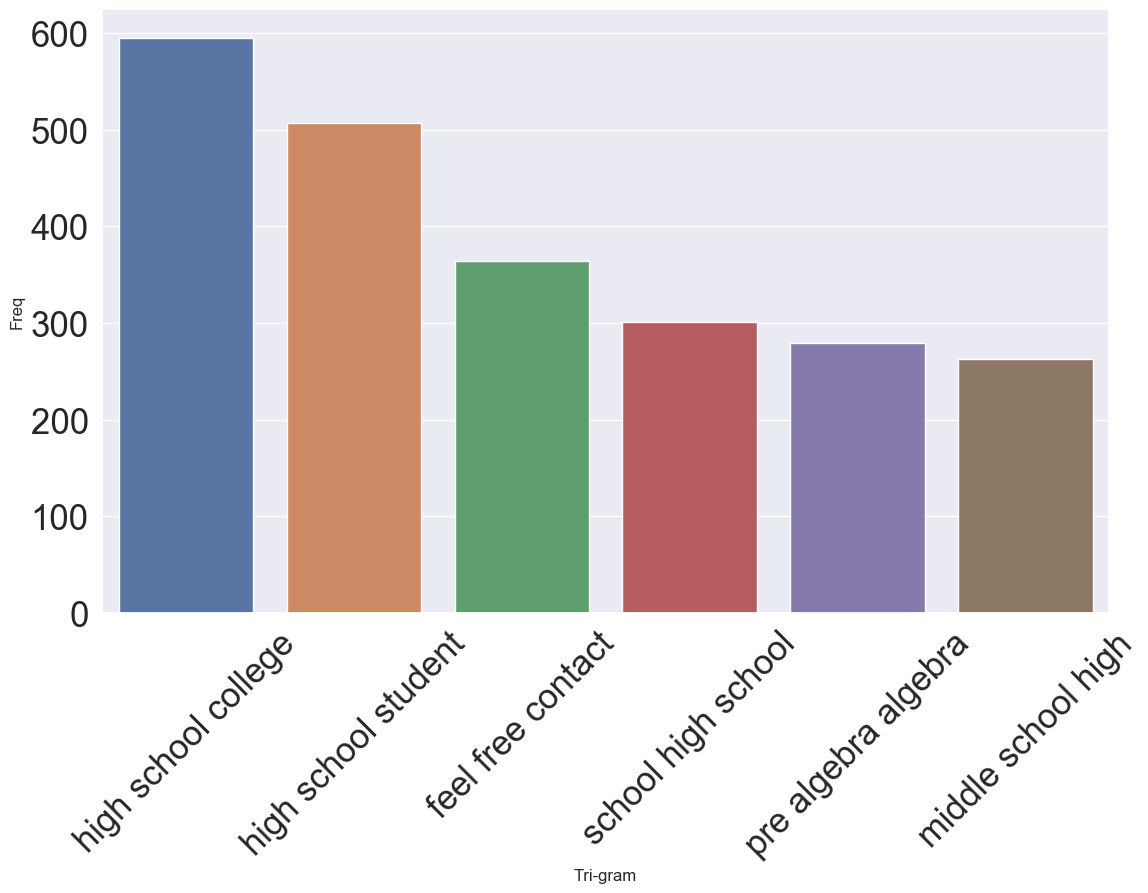 600
500
400
300
200
100
0
Freq
high school college
high school student
feel free contact
school high school
pre algebra algebra
middle school high
Tri-gram